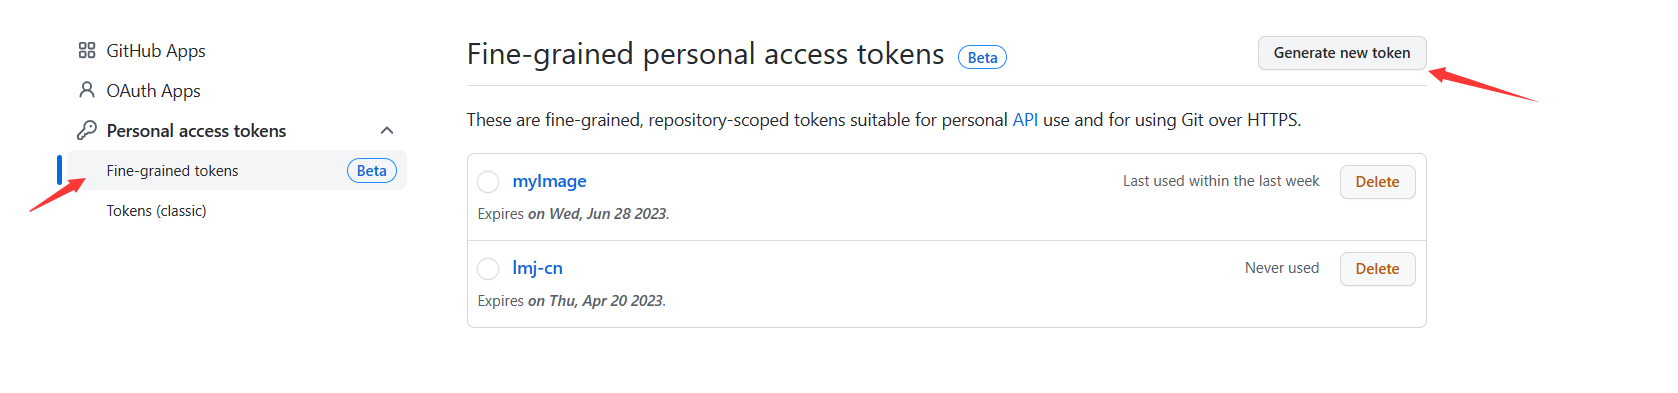 GitHub Apps
OAuth Apps
Personal access tokens
Fine-grained tokens Beta
Tokens (classic)
Fine-grained personal access tokens Beta
Generate new token
These are fine-grained, repository-scoped tokens suitable for personal API use and for using Git over HTTPS.
myImage
Last used within the last week
Delete
Expires on Wed, Jun 28 2023.
lmj-cn
Never used
Delete
Expires on Thu, Apr 20 2023.